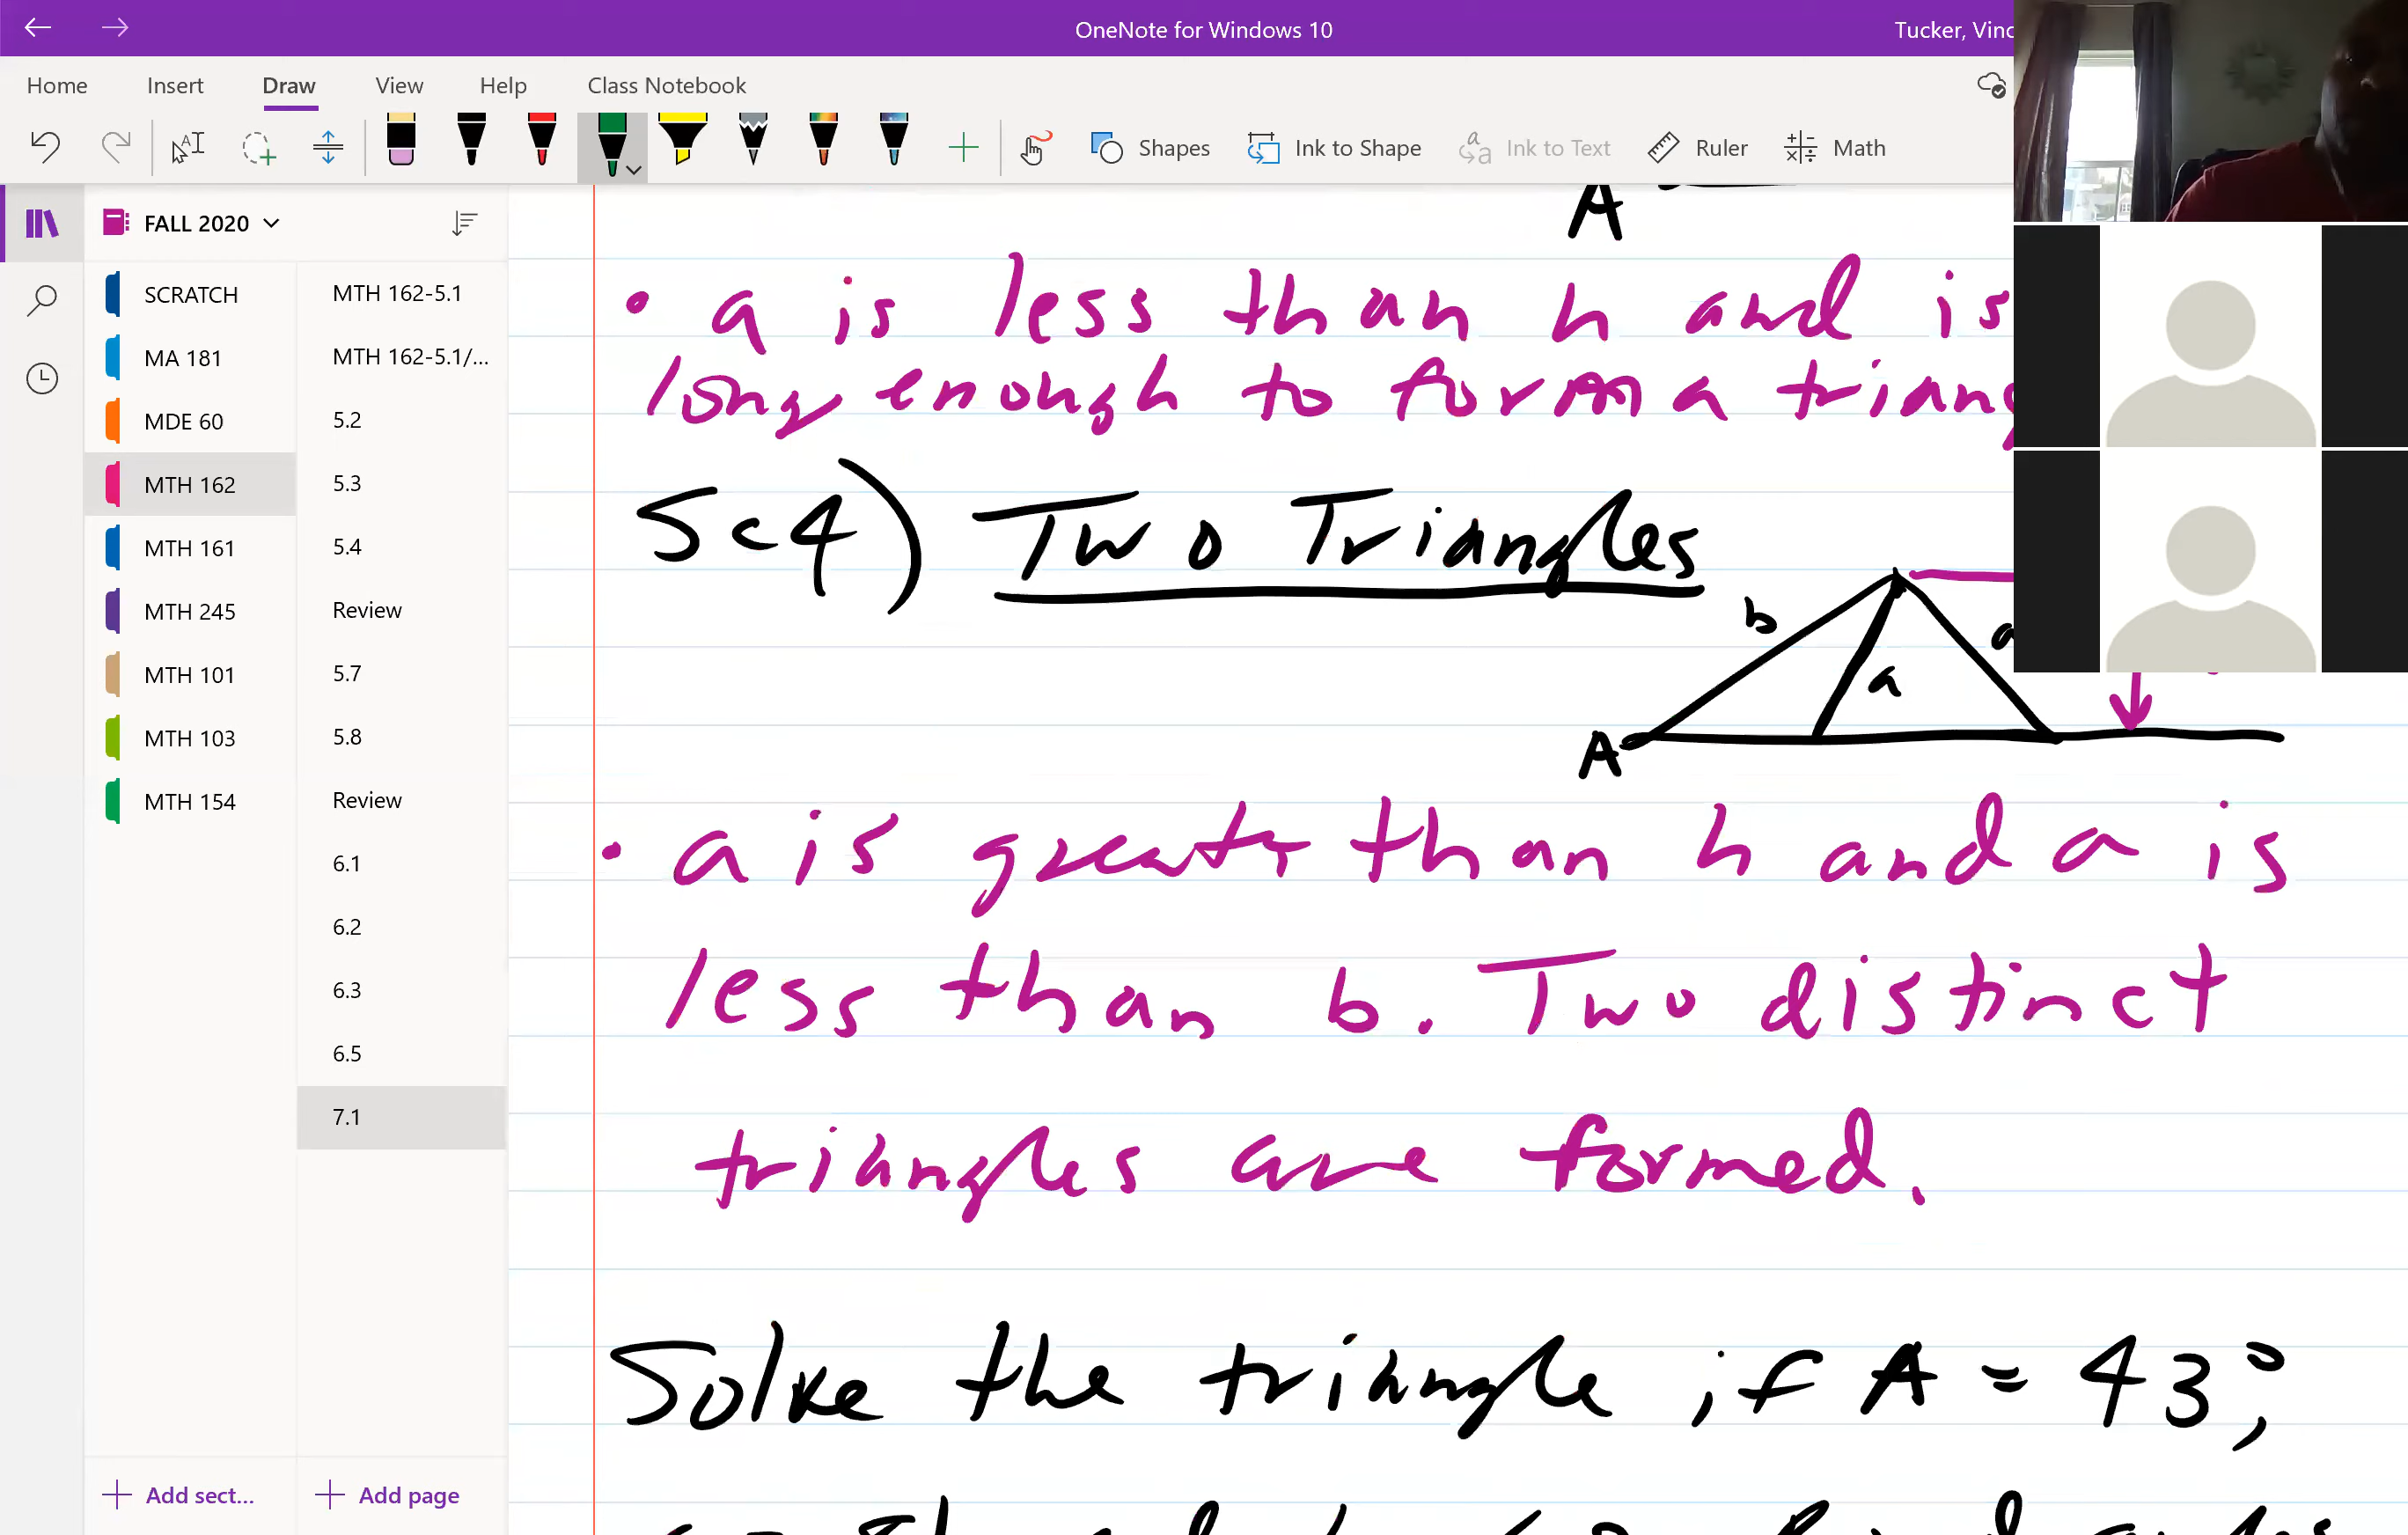 OneNote for Windows 10
Tucker, Vinc
Home Insert Draw View Help Class Notebook
Shapes Ink to Shape Ink to Text Ruler Math
FALL 2020
SCRATCH
MA 181
MDE 60
MTH 162
MTH 161
MTH 245
MTH 101
MTH 103
MTH 154
Add sect...
MTH 162-5.1
MTH 162-5.1/...
5.2
5.3
5.4
Review
5.7
5.8
Review
6.1
6.2
6.3
6.5
7.1
Add page
A
• a is less than h and is
long enough to form a triang
Sc4) Two Triangles
b
a
a
A
• a is greater than h and a is
less than b. Two distinct
triangles are formed.
Solve the triangle if A = 43°,